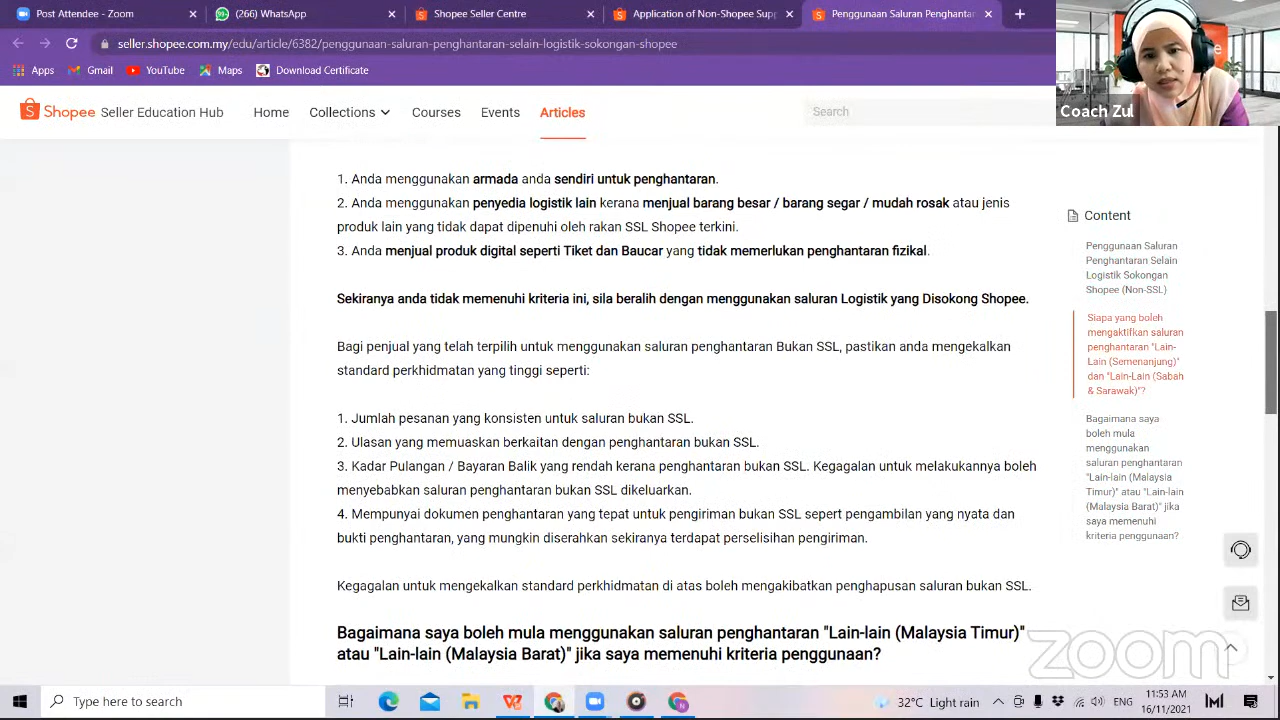 Zoom
(266) WhatsApp
Shopee Seller Centre
Application of Non-Shopee Sup
Penggunaan Saluran Penghantar
seller.shopee.com.my/edu/article/6382/penggunaan-saluran-penghantaran-selain-logistik-sokongan-shopee
Apps
Gmail
YouTube
Maps
Download Certificate
Coach Zul
Shopee Seller Education Hub
Home
Collections
Courses
Events
Articles
Search
1. Anda menggunakan armada anda sendiri untuk penghantaran.
2. Anda menggunakan penyedia logistik lain kerana menjual barang besar / barang segar / mudah rosak atau jenis
produk lain yang tidak dapat dipenuhi oleh rakan SSL Shopee terkini.
3. Anda menjual produk digital seperti Tiket dan Baucar yang tidak memerlukan penghantaran fizikal.
Sekiranya anda tidak memenuhi kriteria ini, sila beralih dengan menggunakan saluran Logistik yang Disokong Shopee.
Bagi penjual yang telah terpilih untuk menggunakan saluran penghantaran Bukan SSL, pastikan anda mengekalkan
standard perkhidmatan yang tinggi seperti:
1. Jumlah pesanan yang konsisten untuk saluran bukan SSL.
2. Ulasan yang memuaskan berkaitan dengan penghantaran bukan SSL.
3. Kadar Pulangan / Bayaran Balik yang rendah kerana penghantaran bukan SSL. Kegagalan untuk melakukannya boleh
menyebabkan saluran penghantaran bukan SSL dikeluarkan.
4. Mempunyai dokumen penghantaran yang tepat untuk pengiriman bukan SSL sepert pengambilan yang nyata dan
bukti penghantaran, yang mungkin diserahkan sekiranya terdapat perselisihan pengiriman.
Kegagalan untuk mengekalkan standard perkhidmatan di atas boleh mengakibatkan penghapusan saluran bukan SSL.
Bagaimana saya boleh mula menggunakan saluran penghantaran "Lain-lain (Malaysia Timur)"
atau "Lain-lain (Malaysia Barat)" jika saya memenuhi kriteria penggunaan?
Content
Penggunaan Saluran
Penghantaran Selain
Logistik Sokongan
Shopee (Non-SSL)
Siapa yang boleh
mengaktifkan saluran
penghantaran "Lain-
Lain (Semenanjung)"
dan "Lain-Lain (Sabah
& Sarawak)"?
Bagaimana saya
boleh mula
menggunakan
saluran penghantaran
"Lain-lain (Malaysia
Timur)" atau "Lain-lain
(Malaysia Barat)" jika
saya memenuhi
kriteria penggunaan?
zoom
Type here to search
32°C Light rain
ENG
11:53 AM
16/11/2021